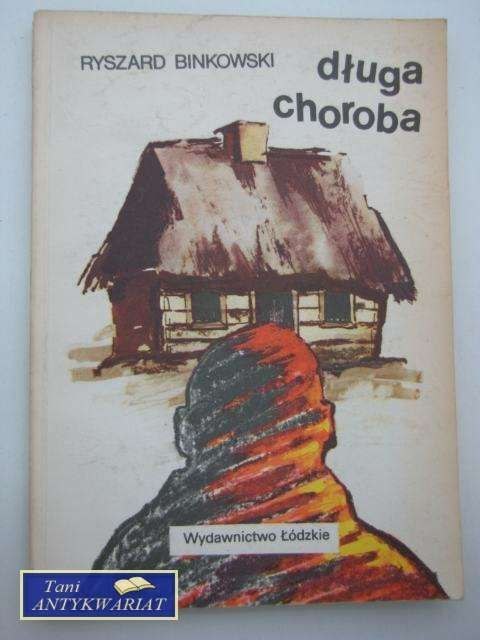 RYSZARD BINKOWSKI
długa
choroba
Wydawnictwo Łódzkie
Tani
ANTYKWARIAT